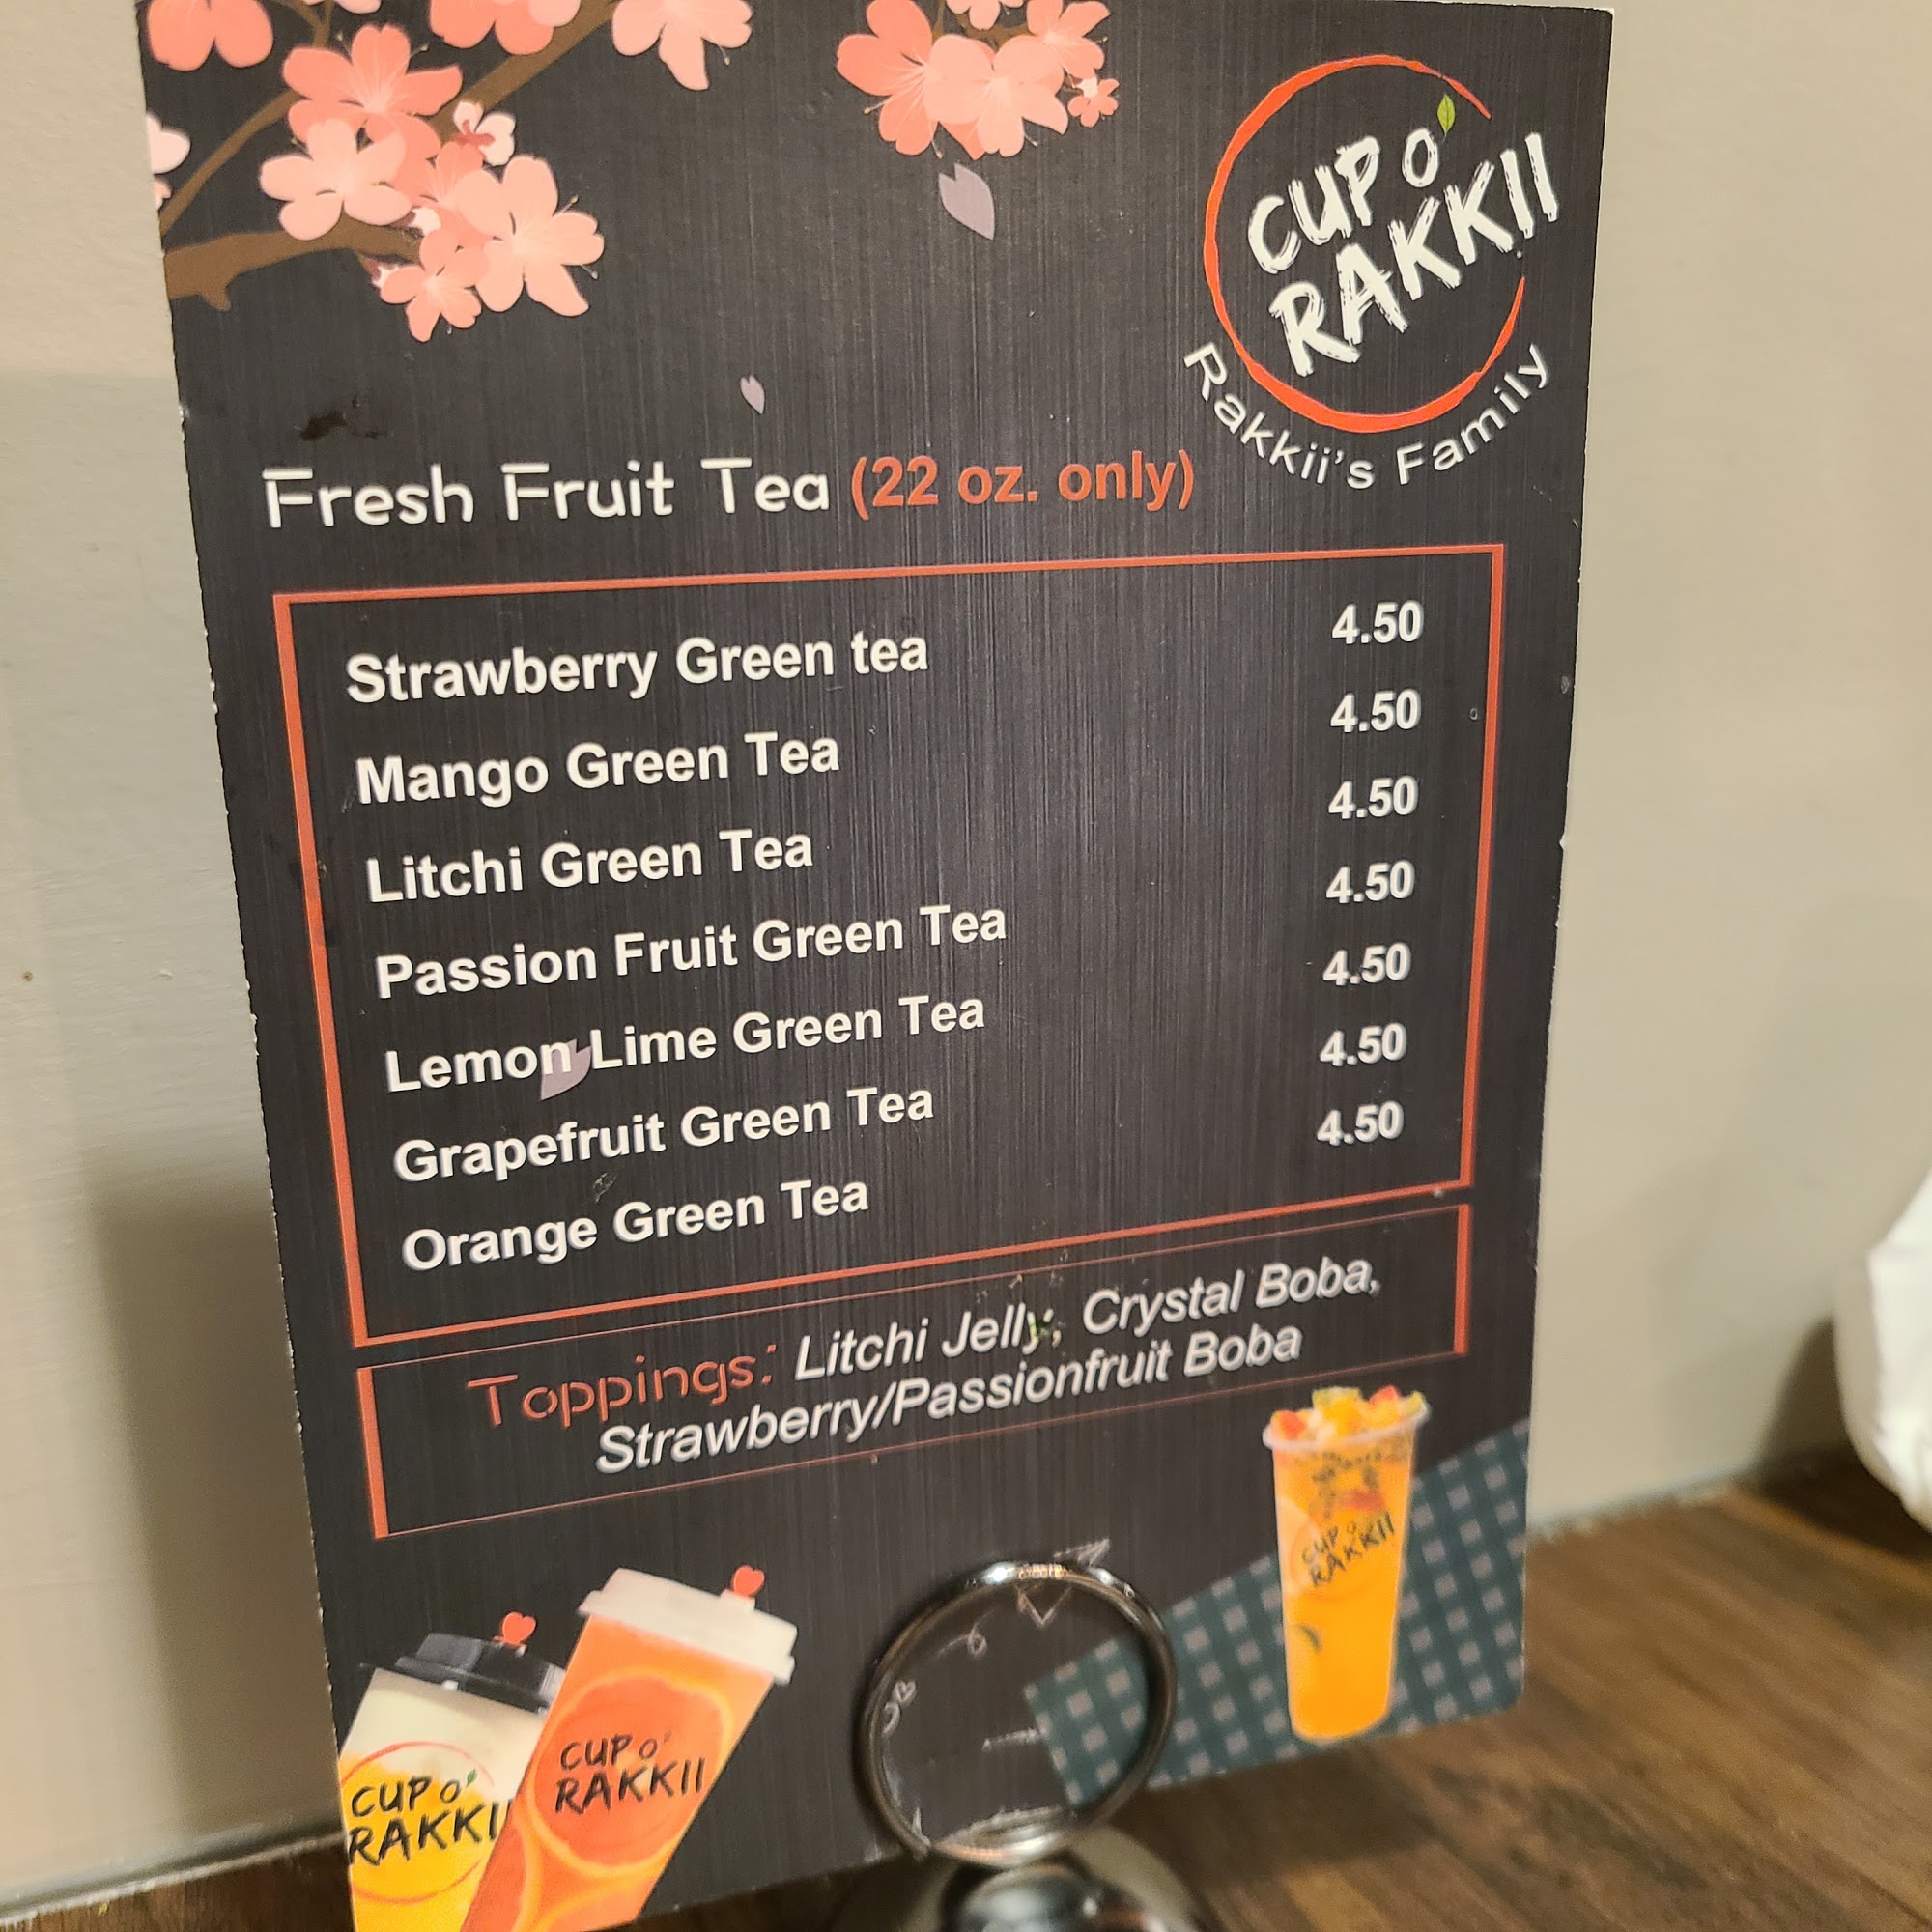 CUP O'
RAKKII
Rakkii's Family
Fresh Fruit Tea (22 oz. only)
Strawberry Green tea 4.50
Mango Green Tea 4.50
Litchi Green Tea 4.50
Passion Fruit Green Tea 4.50
Lemon Lime Green Tea 4.50
Grapefruit Green Tea 4.50
Orange Green Tea 4.50
Toppings: Litchi Jelly, Crystal Boba,
Strawberry/Passionfruit Boba
CUP O'
RAKKII
CUP O'
RAKKII
CUP O'
RAKKII